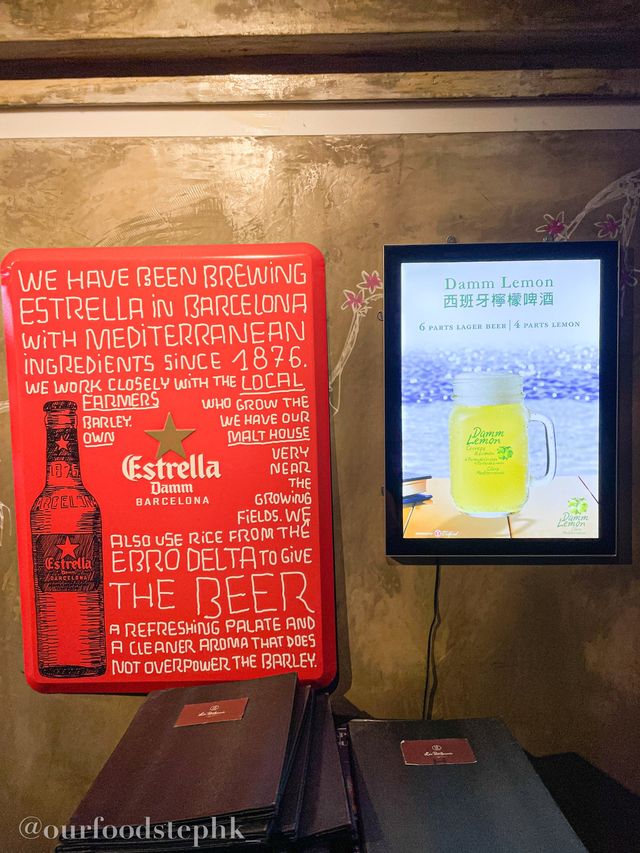 WE HAVE BEEN BREWING
ESTRELLA IN BARCELONA
WITH MEDITERRANEAN
INGREDIENTS SINCE 1876.
WE WORK CLOSELY WITH THE LOCAL
FARMERS WHO GROW THE
BARLEY. WE HAVE OUR
OWN MALT HOUSE
VERY
NEAR
THE
GROWING
FIELDS. WE
ALSO USE RICE FROM THE
EBRO DELTA TO GIVE
THE BEER
A REFRESHING PALATE AND
A CLEANER AROMA THAT DOES
NOT OVERPOWER THE BARLEY.
Estrella
Damm
BARCELONA
1876
BARCELONA
Estrella
Damm Lemon
西班牙檸檬啤酒
6 PARTS LAGER BEER | 4 PARTS LEMON
Damm
Lemon
Damm
Lemon
@ourfoodstephk_